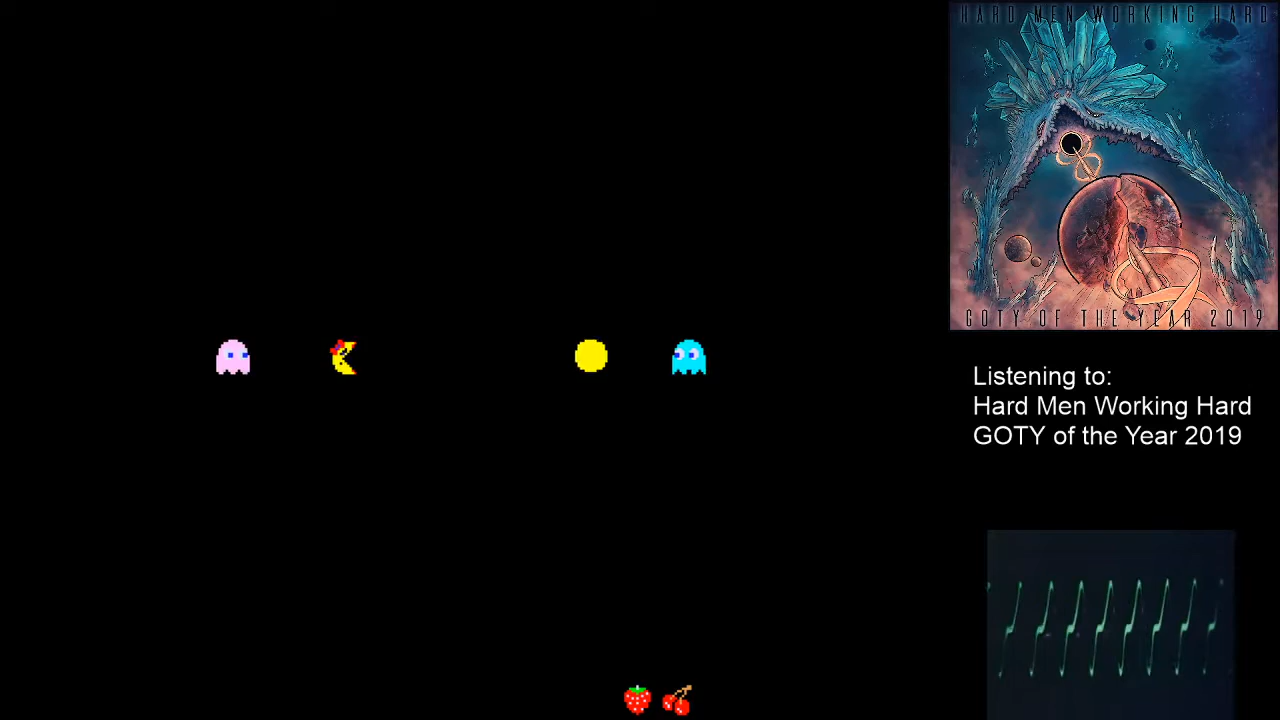 HARD MEN WORKING HARD
GOTY OF THE YEAR 2019
Listening to:
Hard Men Working Hard
GOTY of the Year 2019